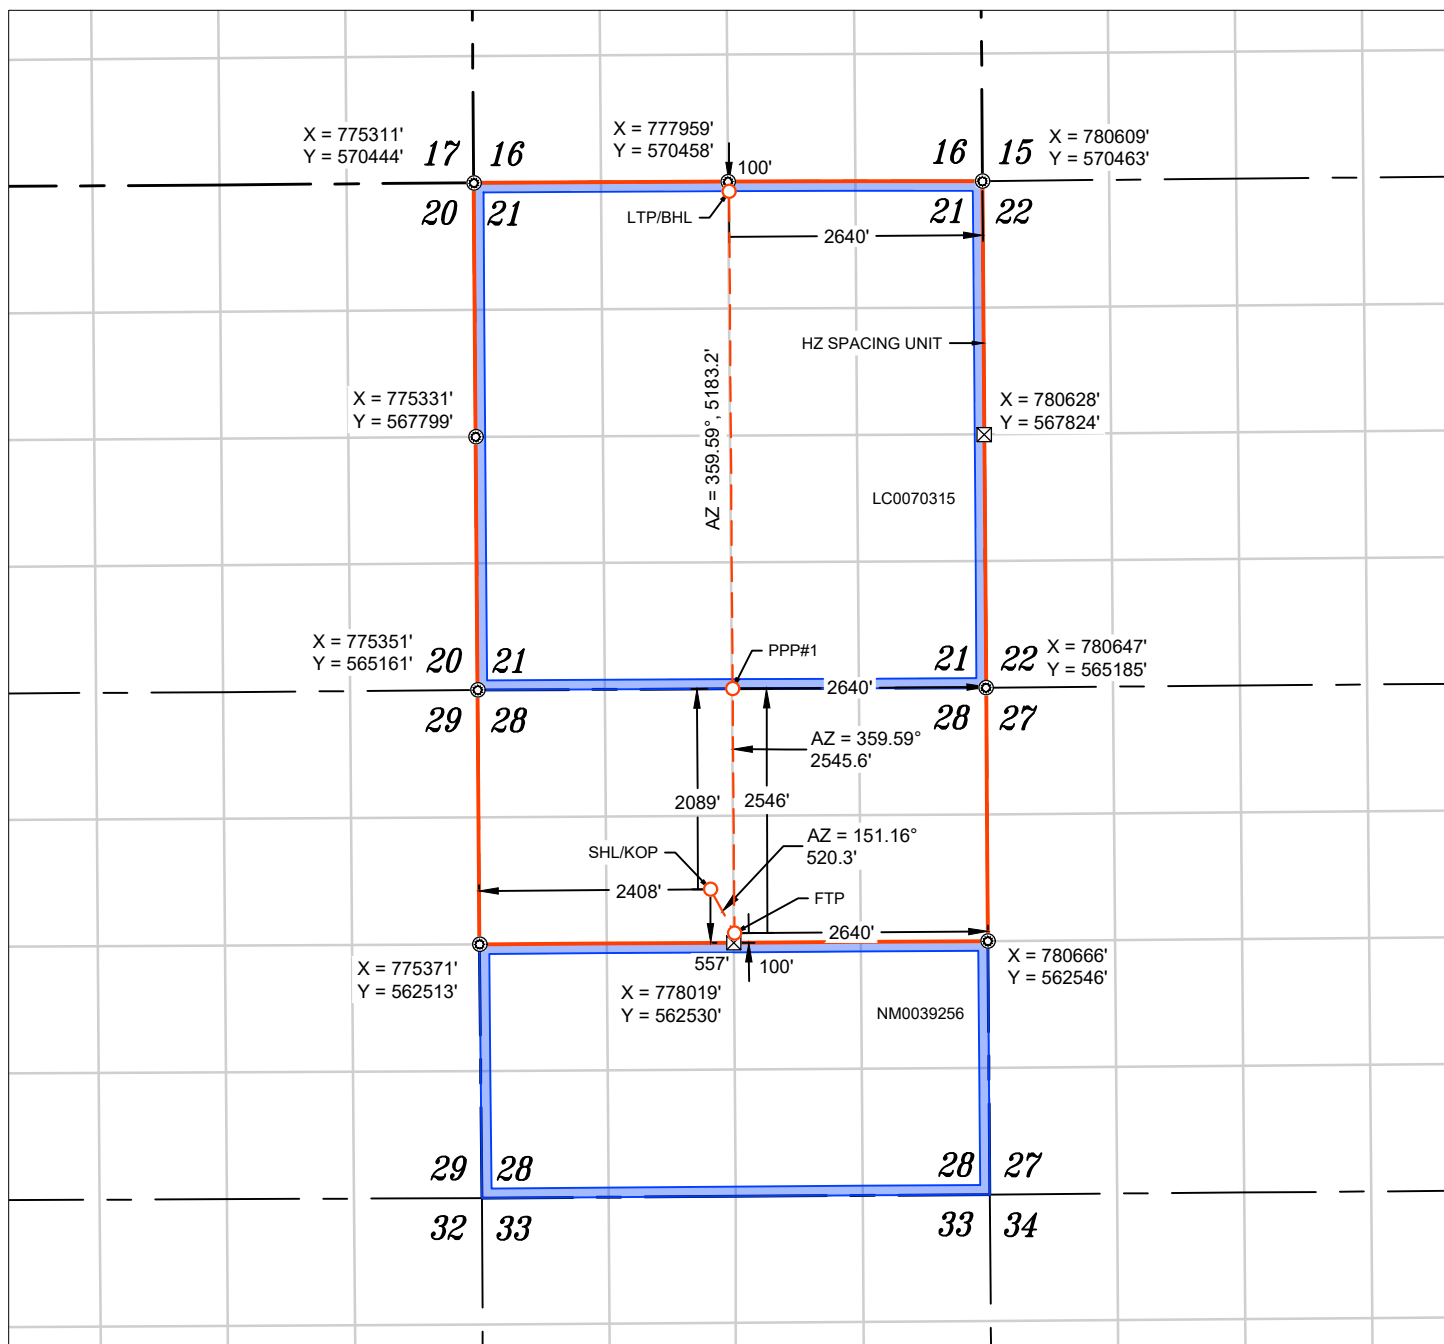 X = 775311'
Y = 570444'
X = 777959'
Y = 570458'
X = 780609'
Y = 570463'
17 16
16 15
100'
20 21
21 22
LTP/BHL
2640'
HZ SPACING UNIT
AZ = 359.59°, 5183.2'
X = 775331'
Y = 567799'
X = 780628'
Y = 567824'
LC0070315
X = 775351'
Y = 565161'
20 21
PPP#1
21 22
X = 780647'
Y = 565185'
2640'
29 28
28 27
AZ = 359.59°
2545.6'
2089'
2546'
AZ = 151.16°
520.3'
SHL/KOP
2408'
FTP
2640'
557'
100'
X = 775371'
Y = 562513'
X = 778019'
Y = 562530'
X = 780666'
Y = 562546'
NM0039256
29 28
28 27
32 33
33 34